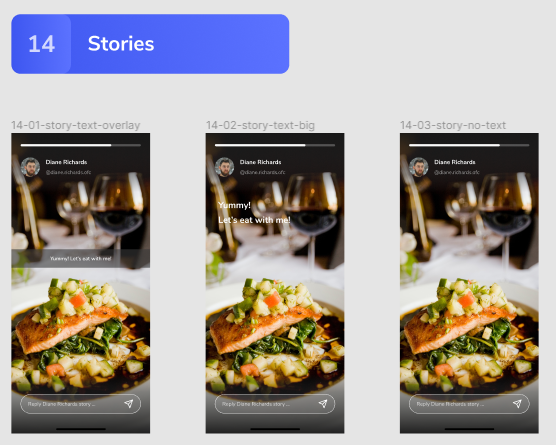 14 Stories
14-01-story-text-overlay
14-02-story-text-big
14-03-story-no-text
Diane Richards
@diane.richards.ofc
Yummy! Let's eat with me!
Reply Diane Richards story ...
Diane Richards
@diane.richards.ofc
Yummy!
Let's eat with me!
Reply Diane Richards story ...
Diane Richards
@diane.richards.ofc
Reply Diane Richards story ...